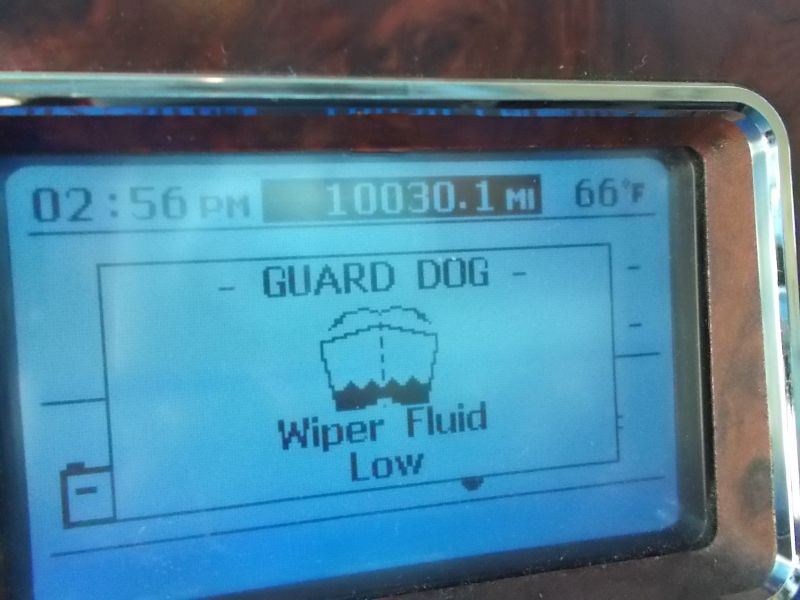 02:56 PM 10030.1 MI 66°F
- GUARD DOG -
Wiper Fluid
Low